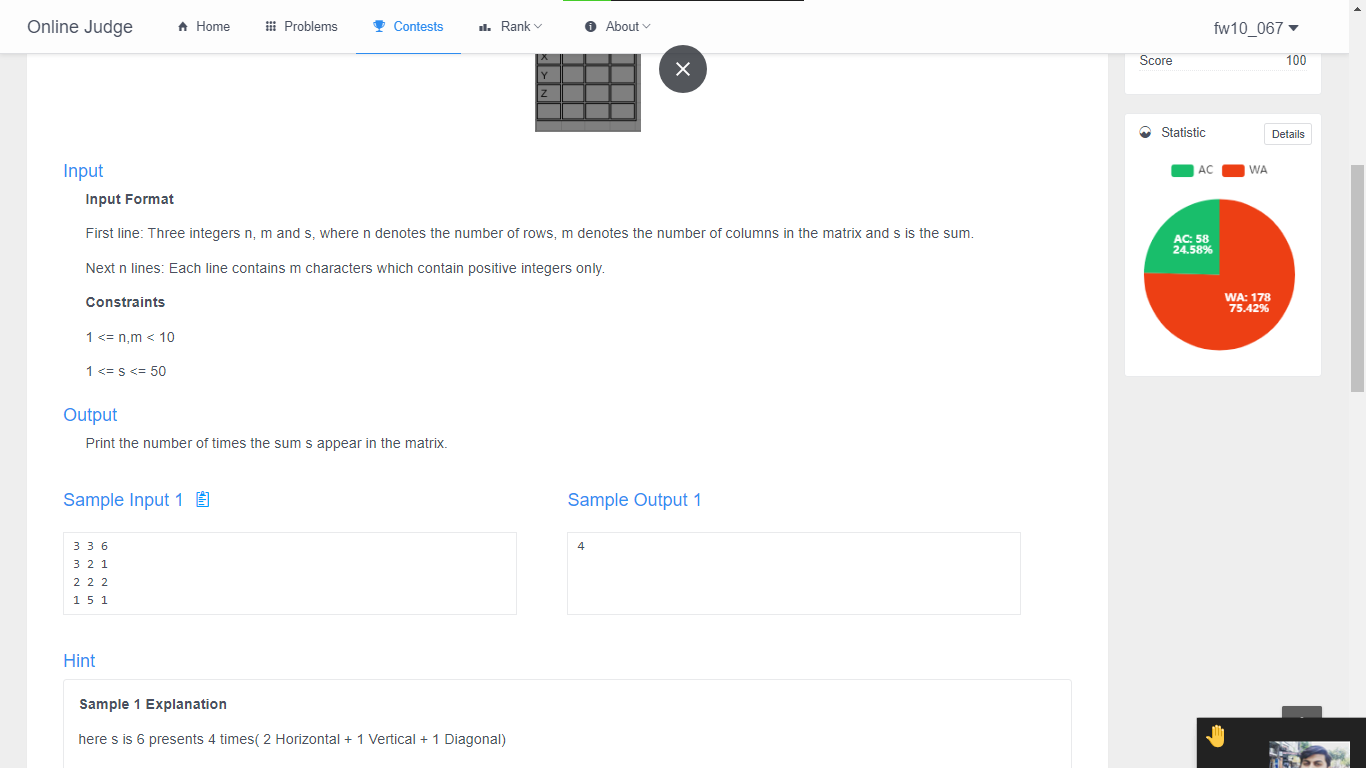 Online Judge
Home
Problems
Contests
Rank
About
fw10_067
X
Y
Z
Score 100
Statistic
Details
AC WA
AC: 58
24.58%
WA: 178
75.42%
Input
Input Format
First line: Three integers n, m and s, where n denotes the number of rows, m denotes the number of columns in the matrix and s is the sum.
Next n lines: Each line contains m characters which contain positive integers only.
Constraints
1 <= n,m < 10
1 <= s <= 50
Output
Print the number of times the sum s appear in the matrix.
Sample Input 1
3 3 6
3 2 1
2 2 2
1 5 1
Sample Output 1
4
Hint
Sample 1 Explanation
here s is 6 presents 4 times( 2 Horizontal + 1 Vertical + 1 Diagonal)